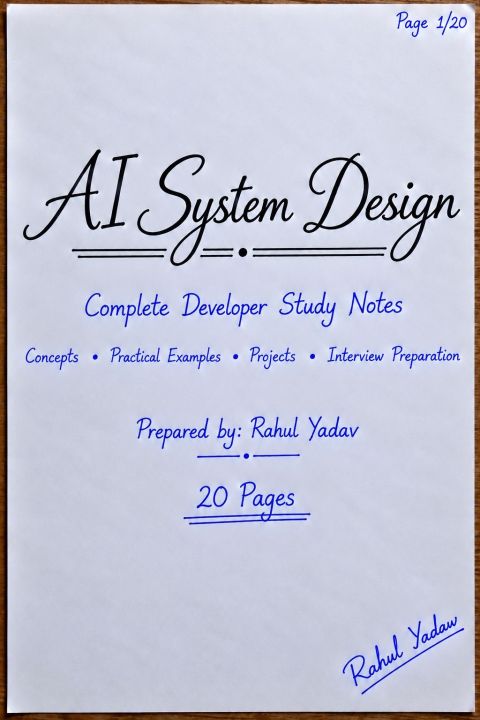 Page 1/20
AI System Design
Complete Developer Study Notes
Concepts • Practical Examples • Projects • Interview Preparation
Prepared by: Rahul Yadav
20 Pages
Rahul Yadav